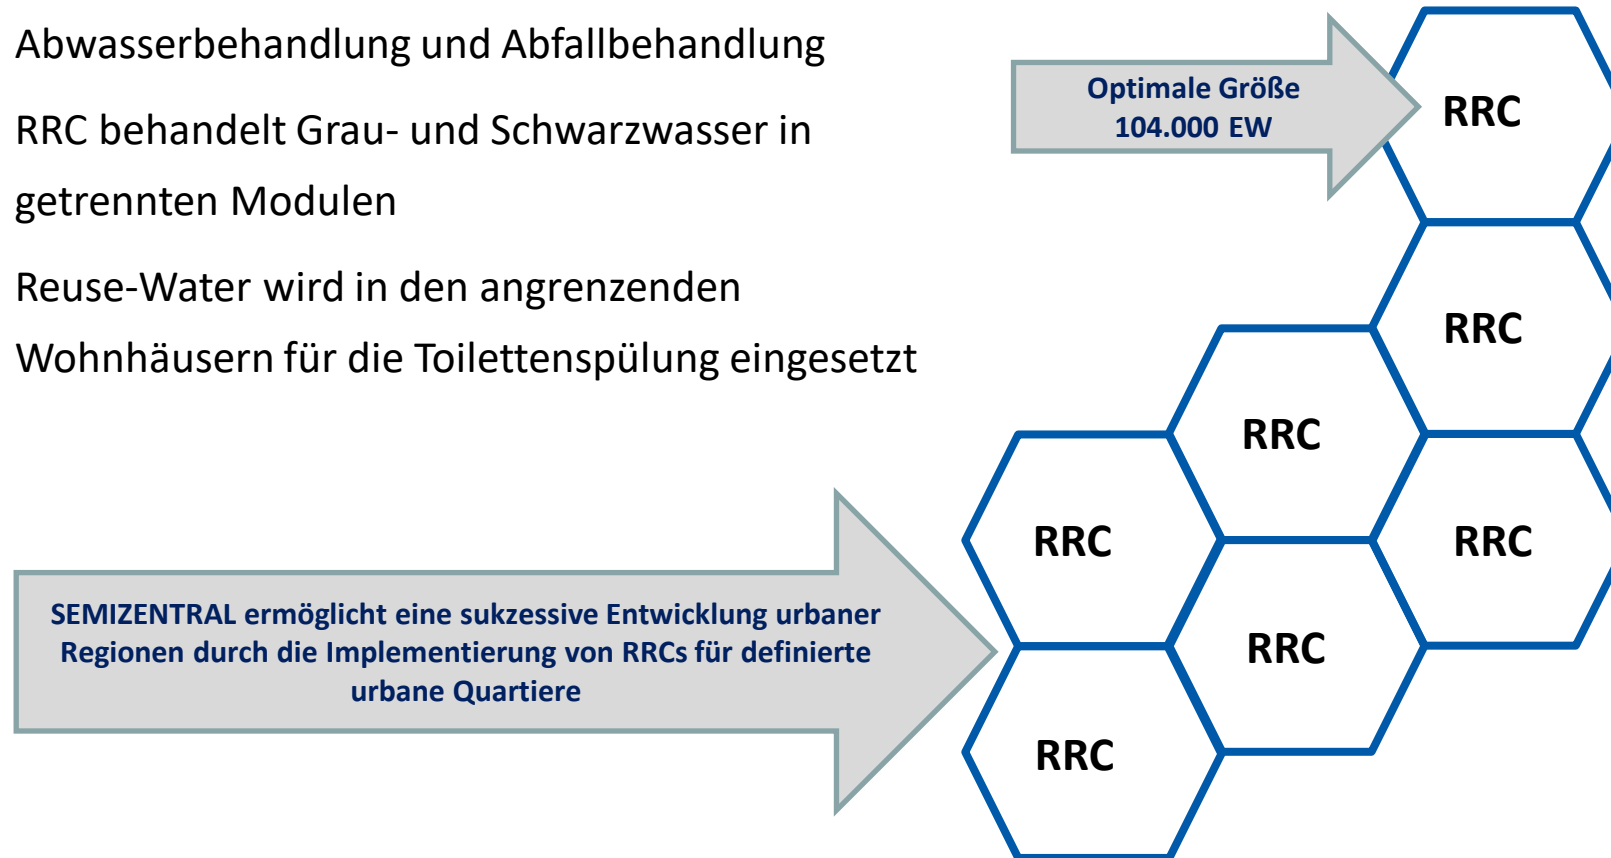 Abwasserbehandlung und Abfallbehandlung
RRC behandelt Grau- und Schwarzwasser in
getrennten Modulen
Reuse-Water wird in den angrenzenden
Wohnhäusern für die Toilettenspülung eingesetzt
Optimale Größe
104.000 EW
RRC
RRC
RRC
RRC
RRC
RRC
RRC
SEMIZENTRAL ermöglicht eine sukzessive Entwicklung urbaner
Regionen durch die Implementierung von RRCs für definierte
urbane Quartiere